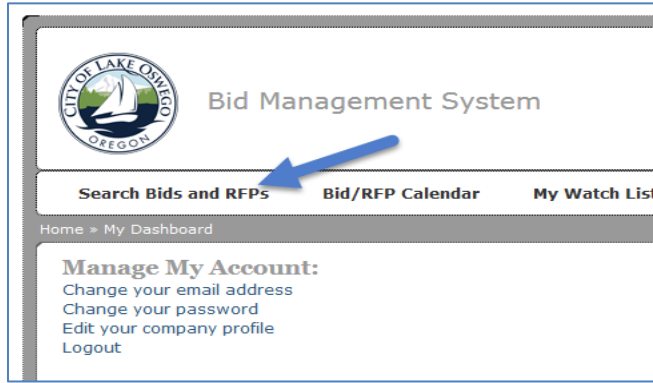 CITY OF LAKE OSWEGO
OREGON
Bid Management System
Search Bids and RFPs Bid/RFP Calendar My Watch List
Home » My Dashboard
Manage My Account:
Change your email address
Change your password
Edit your company profile
Logout